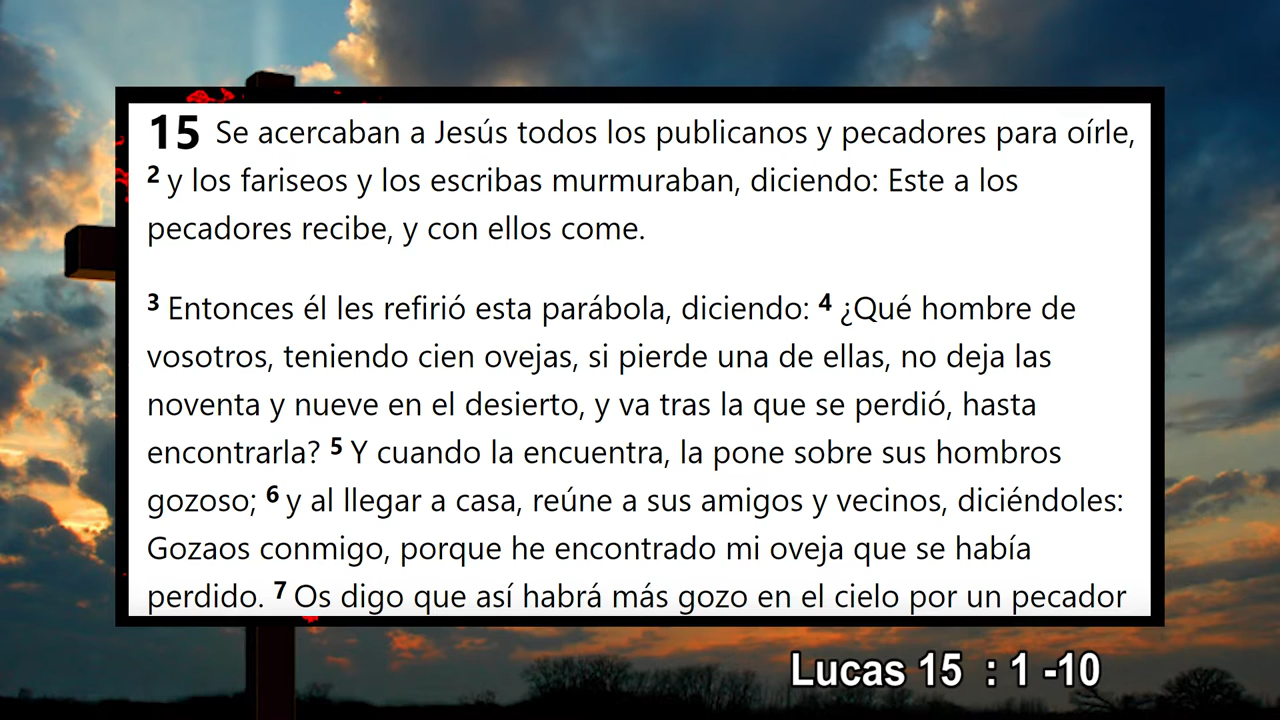 15 Se acercaban a Jesús todos los publicanos y pecadores para oírle,
2 y los fariseos y los escribas murmuraban, diciendo: Este a los
pecadores recibe, y con ellos come.
3 Entonces él les refirió esta parábola, diciendo: 4 ¿Qué hombre de
vosotros, teniendo cien ovejas, si pierde una de ellas, no deja las
noventa y nueve en el desierto, y va tras la que se perdió, hasta
encontrarla? 5 Y cuando la encuentra, la pone sobre sus hombros
gozoso; 6 y al llegar a casa, reúne a sus amigos y vecinos, diciéndoles:
Gozaos conmigo, porque he encontrado mi oveja que se había
perdido. 7 Os digo que así habrá más gozo en el cielo por un pecador
Lucas 15 : 1 -10